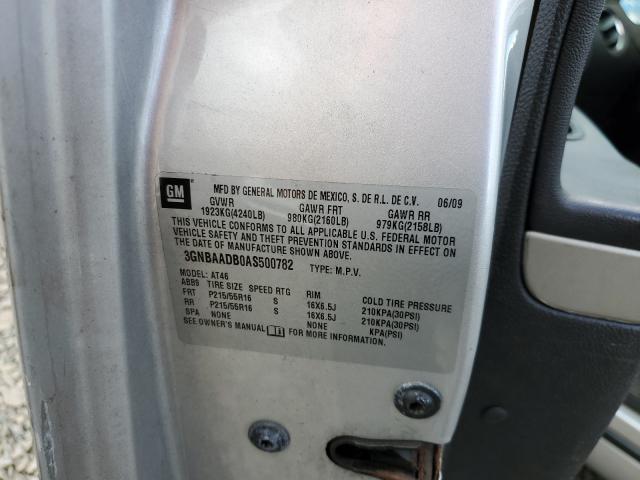 GM
MFD BY GENERAL MOTORS DE MEXICO, S. DE R.L. DE C.V. 06/09
GVWR GAWR FRT GAWR RR
1923KG(4240LB) 980KG(2160LB) 979KG(2158LB)
THIS VEHICLE CONFORMS TO ALL APPLICABLE U.S. FEDERAL MOTOR
VEHICLE SAFETY AND THEFT PREVENTION STANDARDS IN EFFECT ON
THE DATE OF MANUFACTURE SHOWN ABOVE.
3GNBAADB0AS500782 TYPE: M.P.V.
MODEL: AT46
ABB9 TIRE SIZE SPEED RTG RIM COLD TIRE PRESSURE
FRT P215/55R16 S 16X6.5J 210KPA(30PSI)
RR P215/55R16 S 16X6.5J 210KPA(30PSI)
SPA NONE NONE KPA(PSI)
SEE OWNER'S MANUAL FOR MORE INFORMATION.